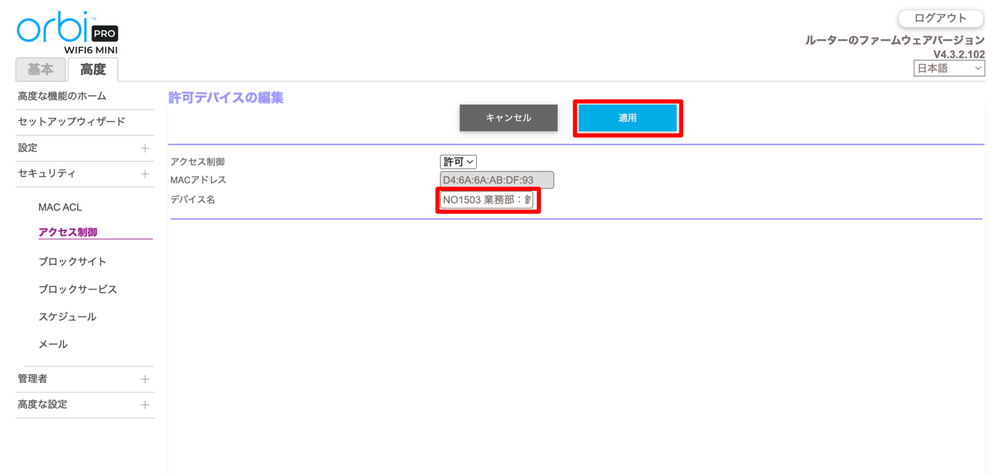 orbi™ PRO
WIFI6 MINI
ログアウト
ルーターのファームウェアバージョン
V4.3.2.102
日本語
基本
高度
高度な機能のホーム
セットアップウィザード
設定
セキュリティ
MAC ACL
アクセス制御
ブロックサイト
ブロックサービス
スケジュール
メール
管理者
高度な設定
許可デバイスの編集
キャンセル
適用
アクセス制御
許可
MACアドレス
D4:6A:6A:AB:DF:93
デバイス名
NO1503 業務部：